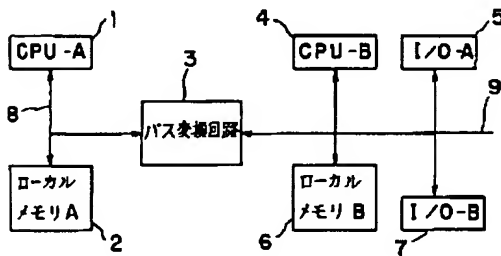 1
CPU-A
8
ローカル
メモリA
2
3
バス変換回路
4
CPU-B
ローカル
メモリB
6
5
I/O-A
9
I/O-B
7